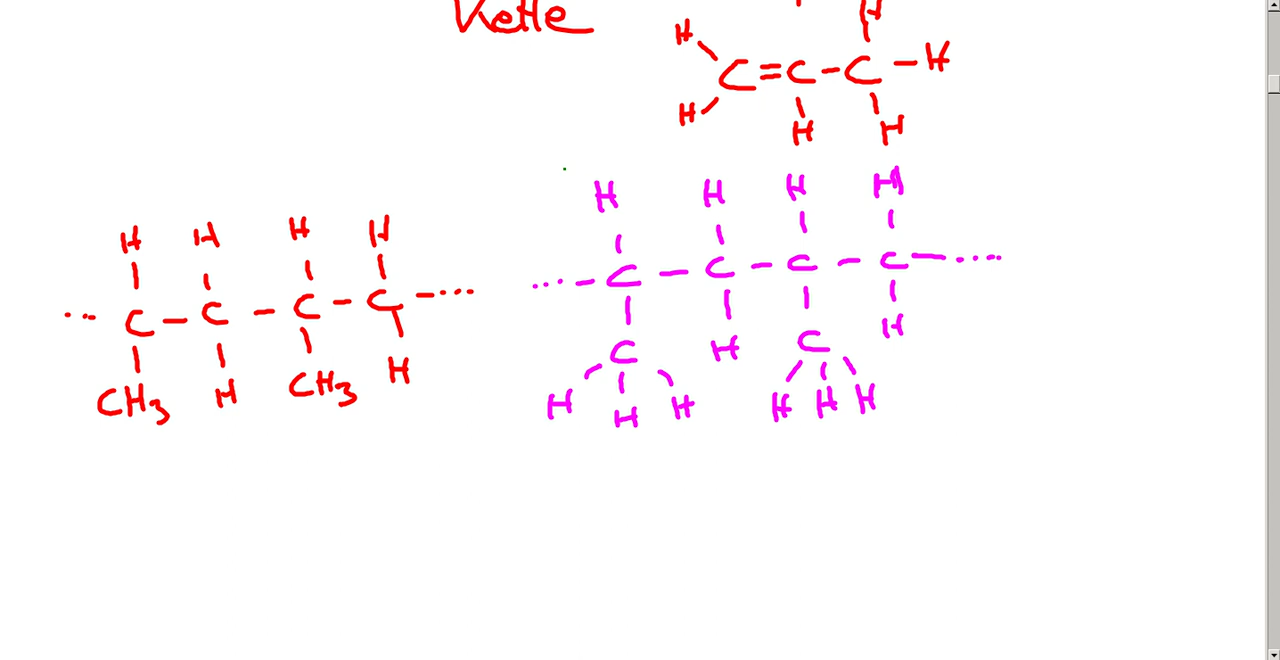 Kette
H H
C=C-C-H
H H H
H H H H
H H H H
...-C-C-C-C-...
..-C-C-C-C-...
C H C H
CH3 H CH3 H
H H H H H H